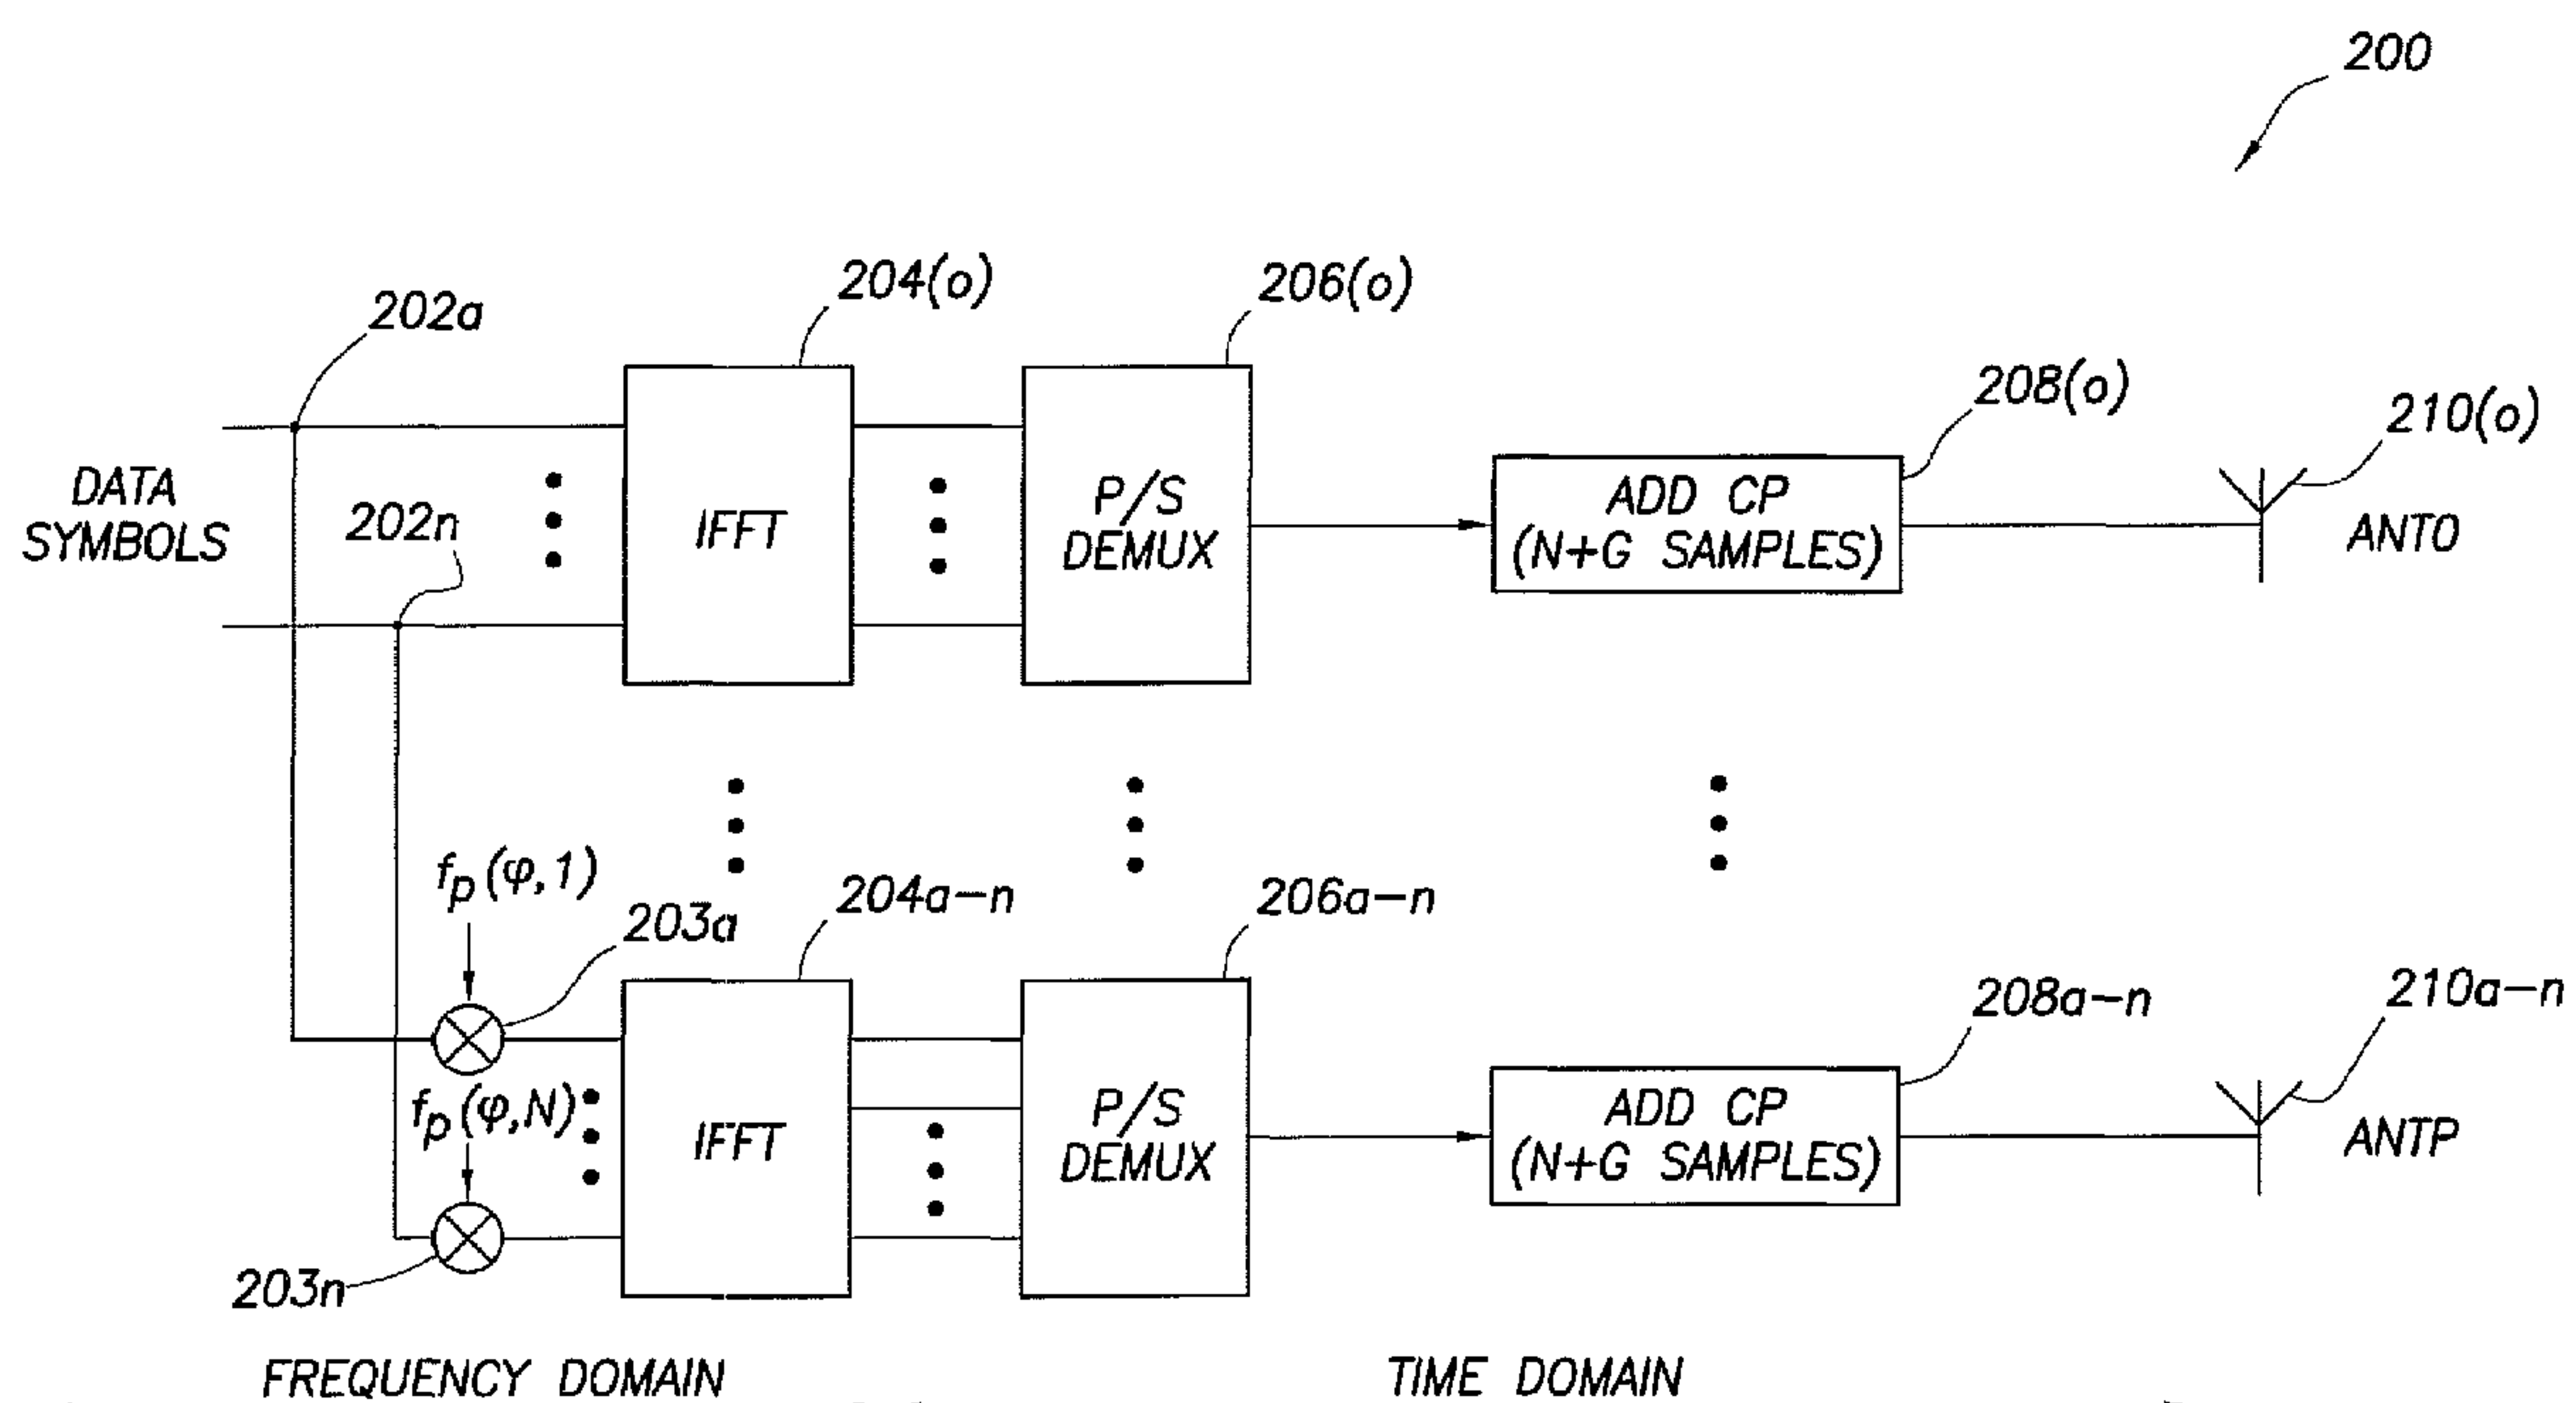 200
204(o)
206(o)
202a
208(o)
210(o)
DATA
SYMBOLS
202n
IFFT
P/S
DEMUX
ADD CP
(N+G SAMPLES)
ANTO
fp(φ,1)
203a
204a-n
206a-n
208a-n
210a-n
fp(φ,N)
IFFT
P/S
DEMUX
ADD CP
(N+G SAMPLES)
ANTP
203n
FREQUENCY DOMAIN
TIME DOMAIN